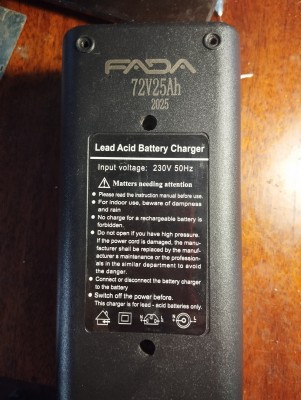 FADA
72V25Ah
2025
Lead Acid Battery Charger
Input voltage: 230V 50Hz
Matters needing attention
• Please read the instruction manual before use.
• For indoor use, beware of dampness
and rain
• No charge for a rechargeable battery is
forbidden.
• Do not open if you have high pressure.
If the power cord is damaged, the manu-
facturer shall be replaced by the manuf-
acturer s maintenance or the profession-
als in the similar department to avoid
the danger.
• Connect or disconnect the battery charger
to the battery
• Switch off the power before.
This charger is for lead - acid batteries only.